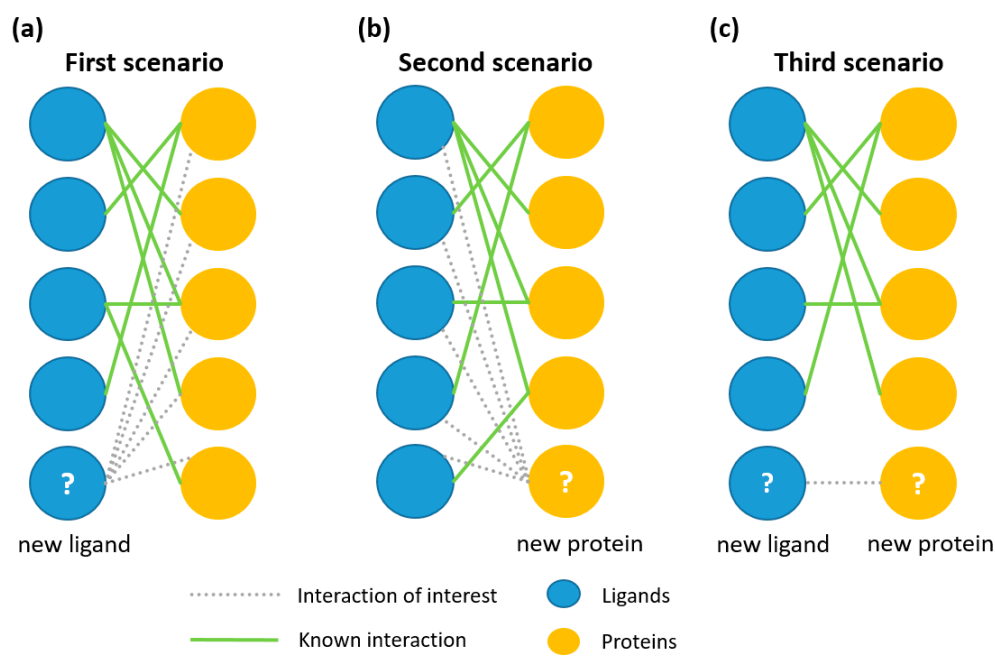 (a)
First scenario
?
new ligand
(b)
Second scenario
?
new protein
(c)
Third scenario
?
?
new ligand
new protein
Interaction of interest
Ligands
Known interaction
Proteins